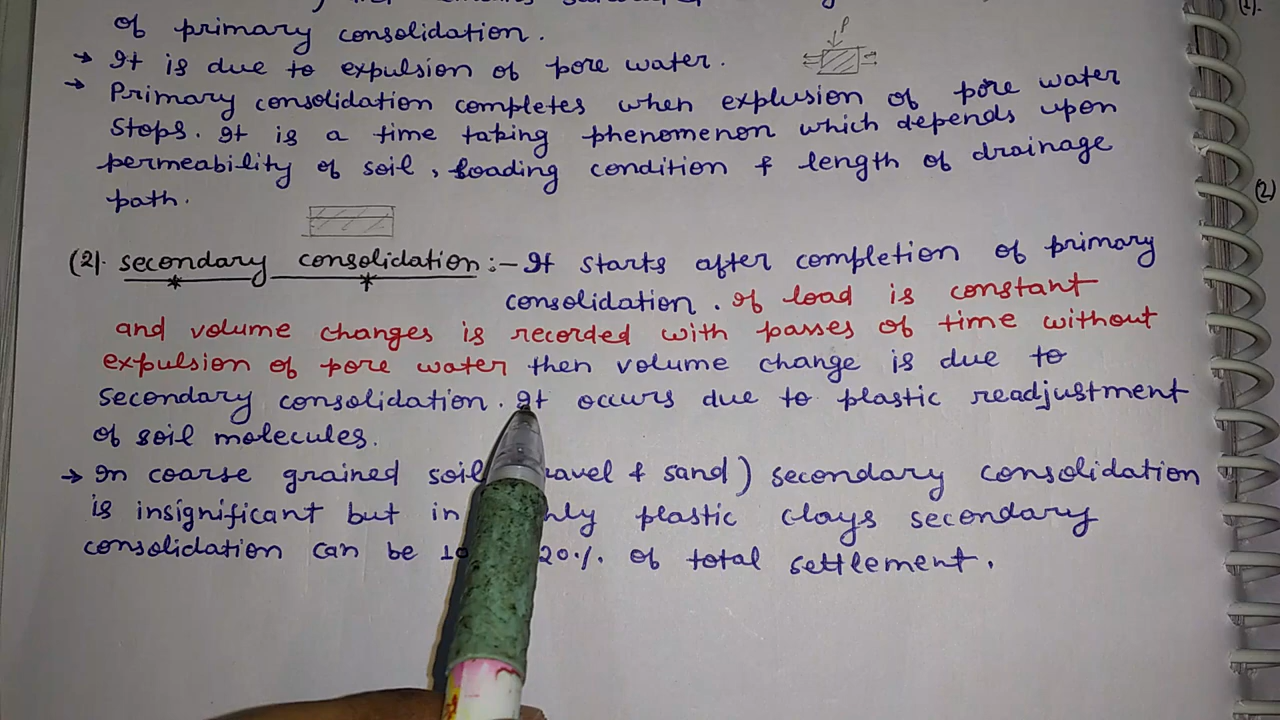 of primary consolidation.
P
→ It is due to expulsion of pore water.
→ Primary consolidation completes when explusion of pore water
stops. It is a time taking phenomenon which depends upon
permeability of soil, loading condition & length of drainage
path.
(2). secondary consolidation :- It starts after completion of primary
consolidation. If load is constant
and volume changes is recorded with passes of time without
expulsion of pore water then volume change is due to
secondary consolidation. It occurs due to plastic readjustment
of soil molecules.
→ In coarse grained soil & sand) secondary consolidation
is insignificant but in plastic clays secondary
consolidation can be 20%. of total settlement.
(1).
(2)